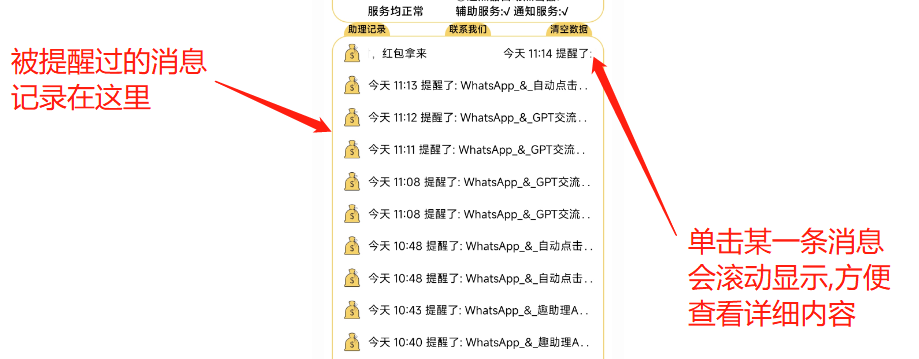 服务均正常
辅助服务:√ 通知服务:√
助理记录
联系我们
清空数据
，红包拿来
今天 11:14 提醒了:
今天 11:13 提醒了: WhatsApp_&_自动点击. .
今天 11:12 提醒了: WhatsApp_&_GPT交流. .
今天 11:11 提醒了: WhatsApp_&_GPT交流. .
今天 11:08 提醒了: WhatsApp_&_GPT交流. .
今天 11:08 提醒了: WhatsApp_&_GPT交流. .
今天 10:48 提醒了: WhatsApp_&_自动点击. .
今天 10:48 提醒了: WhatsApp_&_自动点击. .
今天 10:43 提醒了: WhatsApp_&_趣助理A. .
今天 10:40 提醒了: WhatsApp_&_趣助理A. .
被提醒过的消息
记录在这里
单击某一条消息
会滚动显示,方便
查看详细内容